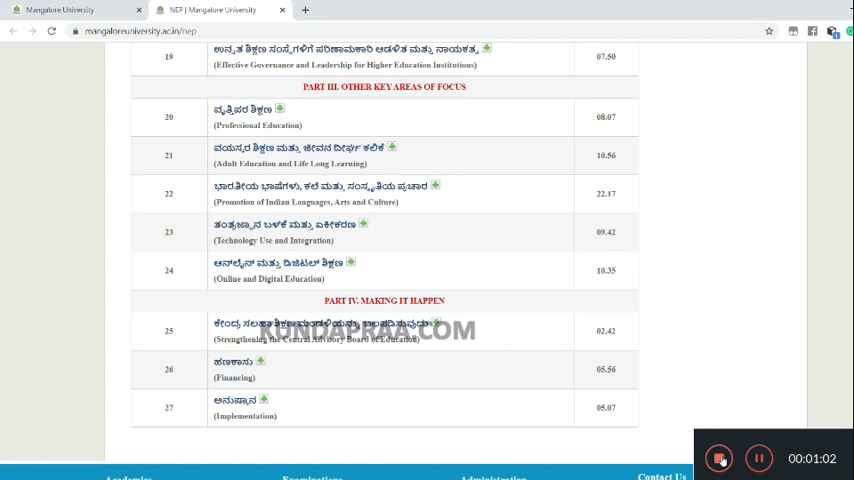 Mangalore University
NEP | Mangalore University
mangaloreuniversity.ac.in/nep
19 ಉನ್ನತ ಶಿಕ್ಷಣ ಸಂಸ್ಥೆಗಳಿಗೆ ಪರಿಣಾಮಕಾರಿ ಆಡಳಿತ ಮತ್ತು ನಾಯಕತ್ವ 07.50
(Effective Governance and Leadership for Higher Education Institutions)
PART III. OTHER KEY AREAS OF FOCUS
20 ವೃತ್ತಿಪರ ಶಿಕ್ಷಣ 08.07
(Professional Education)
21 ವಯಸ್ಕರ ಶಿಕ್ಷಣ ಮತ್ತು ಜೀವನ ದೀರ್ಘ ಕಲಿಕೆ 10.56
(Adult Education and Life Long Learning)
22 ಭಾರತೀಯ ಭಾಷೆಗಳು, ಕಲೆ ಮತ್ತು ಸಂಸ್ಕೃತಿಯ ಪ್ರಚಾರ 22.17
(Promotion of Indian Languages, Arts and Culture)
23 ತಂತ್ರಜ್ಞಾನ ಬಳಕೆ ಮತ್ತು ಏಕೀಕರಣ 09.42
(Technology Use and Integration)
24 ಆನ್‌ಲೈನ್ ಮತ್ತು ಡಿಜಿಟಲ್ ಶಿಕ್ಷಣ 10.35
(Online and Digital Education)
PART IV. MAKING IT HAPPEN
25 ಕೇಂದ್ರ ಸಲಹಾ ಶಿಕ್ಷಣ ಮಂಡಳಿಯನ್ನು ಬಲಪಡಿಸುವುದು 02.42
KUNDAPRAA.COM
(Strengthening the Central Advisory Board of Education)
26 ಹಣಕಾಸು 05.56
(Financing)
27 ಅನುಷ್ಠಾನ 05.07
(Implementation)
00:01:02
Academics Examinations Administration Contact Us